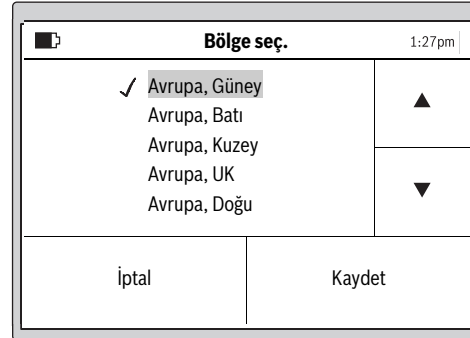 Bölge seç.
1:27pm
Avrupa, Güney
Avrupa, Batı
Avrupa, Kuzey
Avrupa, UK
Avrupa, Doğu
İptal
Kaydet